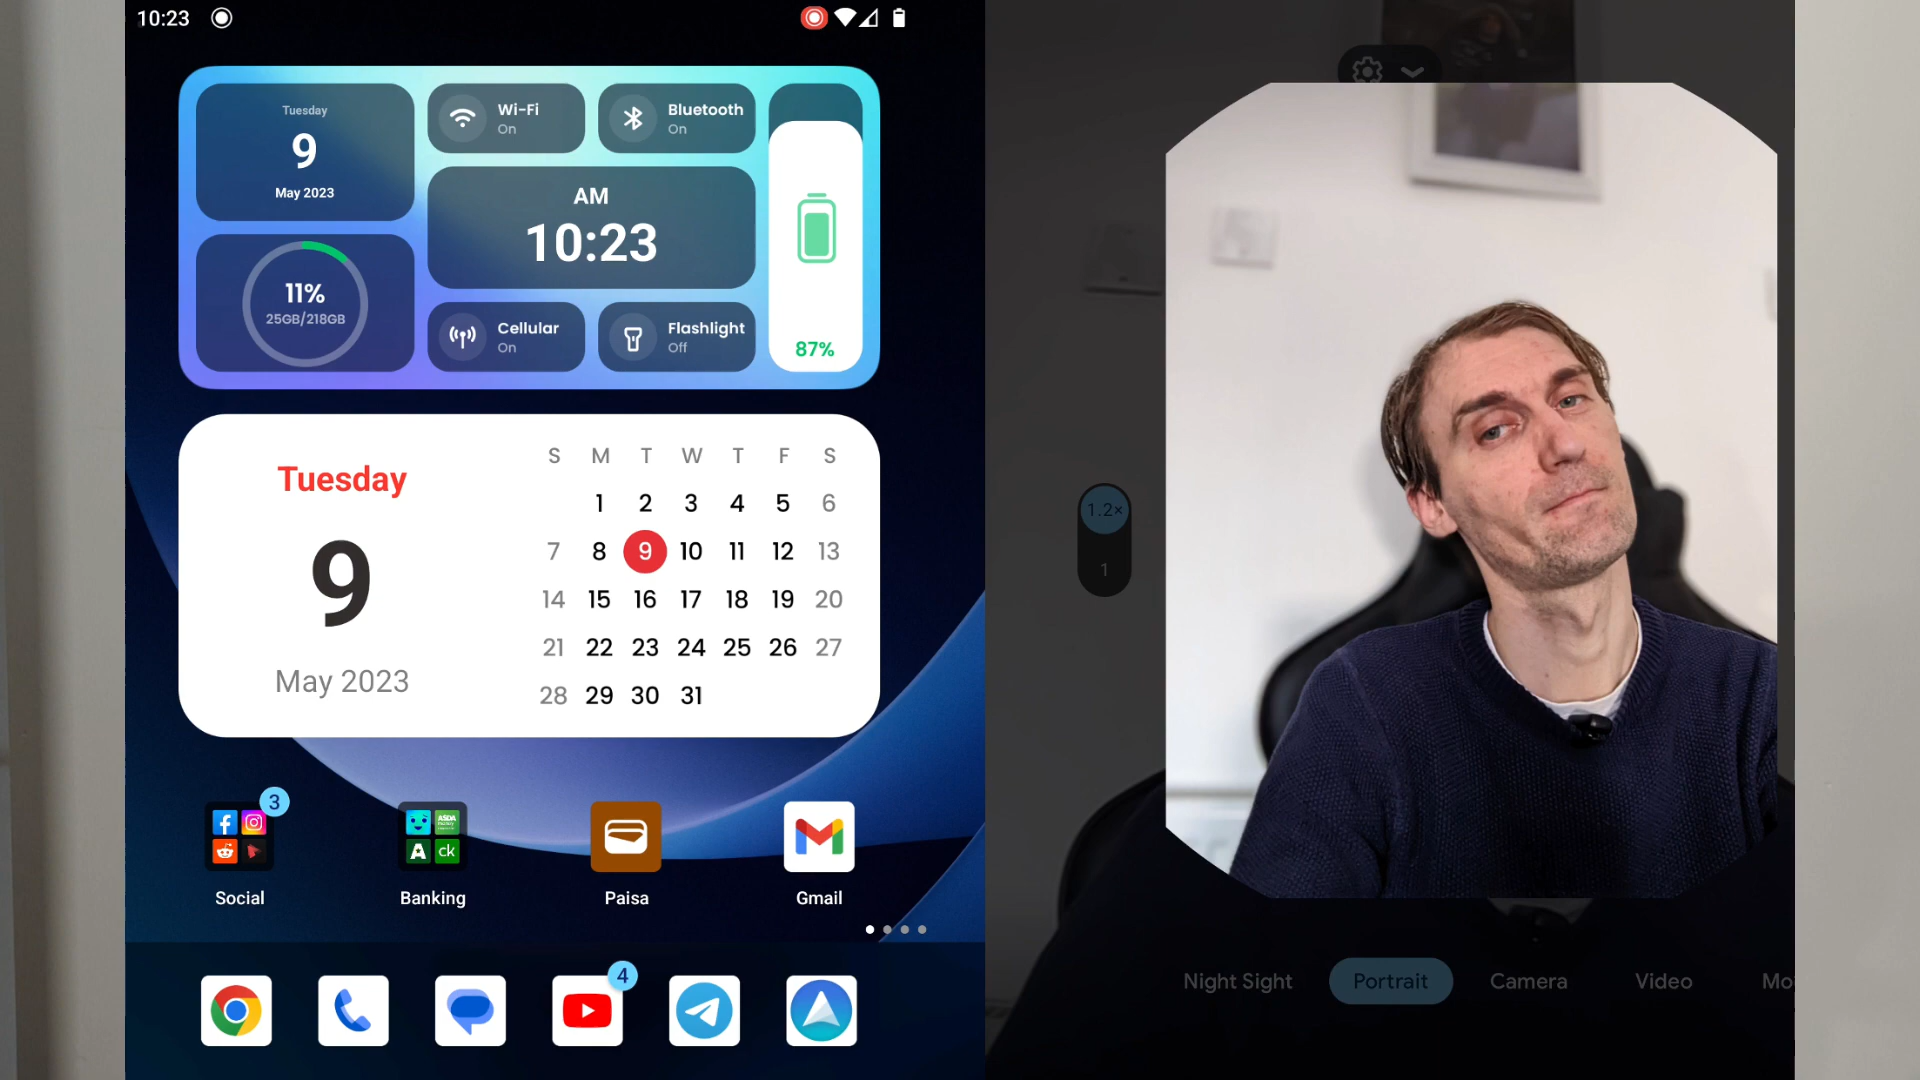 10:23
Tuesday
9
May 2023
Wi-Fi
On
Bluetooth
On
AM
10:23
11%
25GB/218GB
Cellular
On
Flashlight
Off
87%
Tuesday
9
May 2023
S M T W T F S
1 2 3 4 5 6
7 8 9 10 11 12 13
14 15 16 17 18 19 20
21 22 23 24 25 26 27
28 29 30 31
3
ASDA
A ck
Social
Banking
Paisa
Gmail
4
1.2×
1
Night Sight
Portrait
Camera
Video
Mo